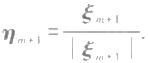 η_{m+1} = ξ_{m+1} / | ξ_{m+1} | .